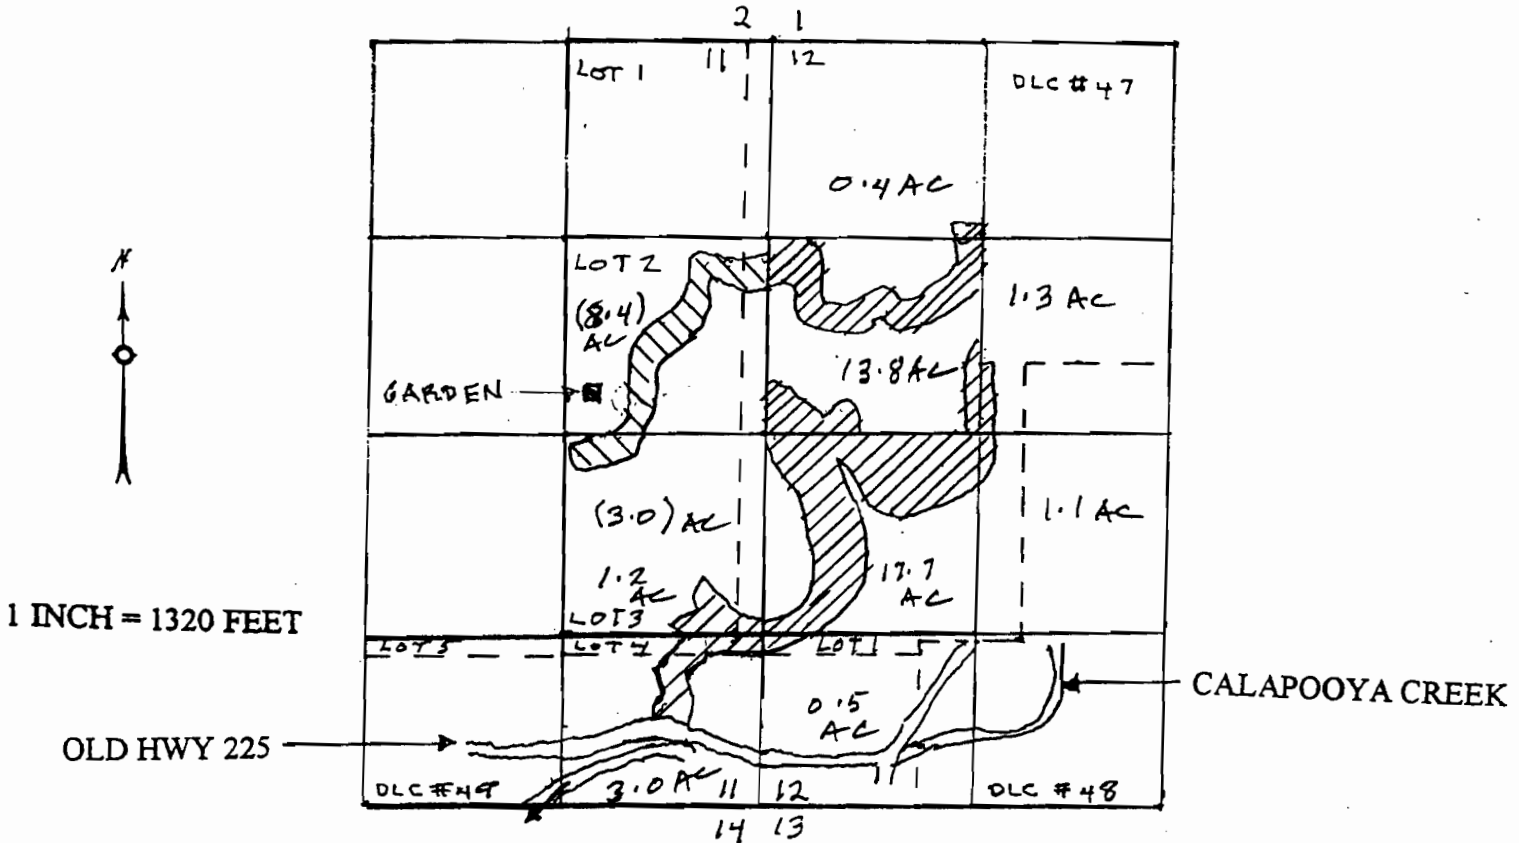 2 1
LOT 1 11 12 DLC # 47
0.4 AC
N
LOT 2
(8.4) AC
1.3 AC
13.8 AC
GARDEN
(3.0) AC
1.1 AC
1.2 AC
17.7 AC
1 INCH = 1320 FEET
LOT 3
LOT 5 LOT 4 LOT 1
CALAPOOYA CREEK
0.5 AC
OLD HWY 225
DLC #49 3.0 AC 11 12 DLC #48
14 13